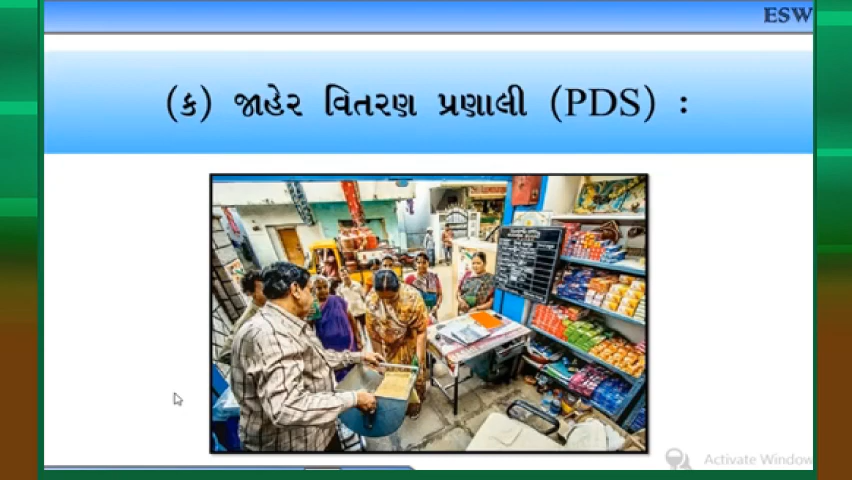 ESW
(ક) જાહેર વિતરણ પ્રણાલી (PDS) :
Activate Window